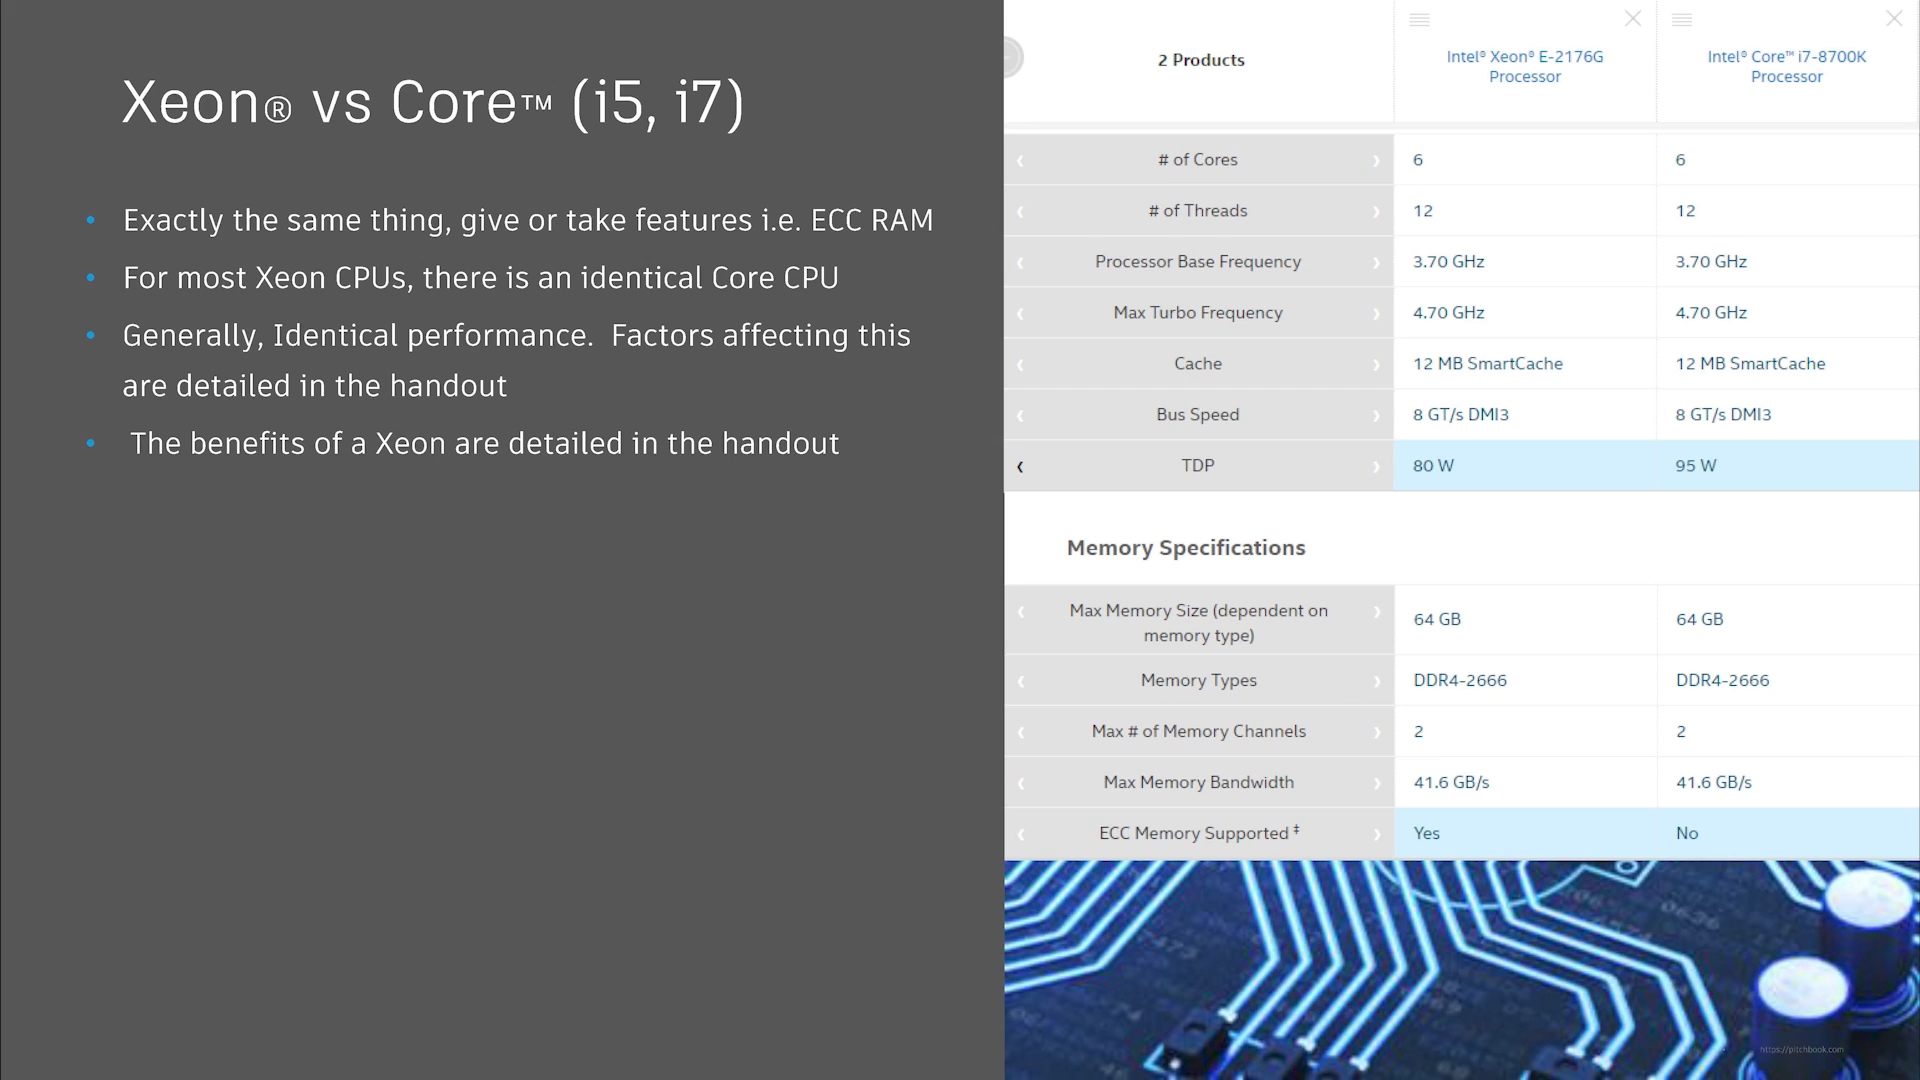 Xeon® vs Core™ (i5, i7)
• Exactly the same thing, give or take features i.e. ECC RAM
• For most Xeon CPUs, there is an identical Core CPU
• Generally, Identical performance.  Factors affecting this
are detailed in the handout
• The benefits of a Xeon are detailed in the handout
2 Products
Intel® Xeon® E-2176G
Processor
Intel® Core™ i7-8700K
Processor
# of Cores 6 6
# of Threads 12 12
Processor Base Frequency 3.70 GHz 3.70 GHz
Max Turbo Frequency 4.70 GHz 4.70 GHz
Cache 12 MB SmartCache 12 MB SmartCache
Bus Speed 8 GT/s DMI3 8 GT/s DMI3
TDP 80 W 95 W
Memory Specifications
Max Memory Size (dependent on
memory type) 64 GB 64 GB
Memory Types DDR4-2666 DDR4-2666
Max # of Memory Channels 2 2
Max Memory Bandwidth 41.6 GB/s 41.6 GB/s
ECC Memory Supported ‡ Yes No
0636
https://pitchbook.com